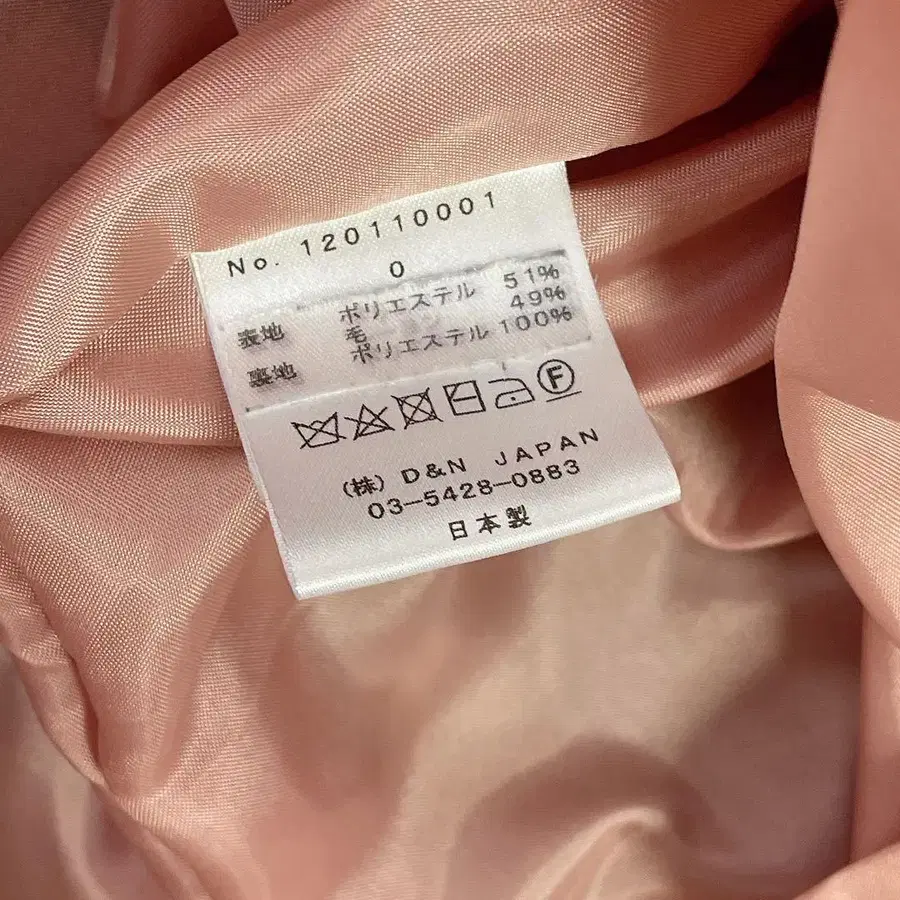 No. 120110001
0
表地 ポリエステル 51%
毛 49%
裏地 ポリエステル 100%
F
(株) D&N JAPAN
03-5428-0883
日本製